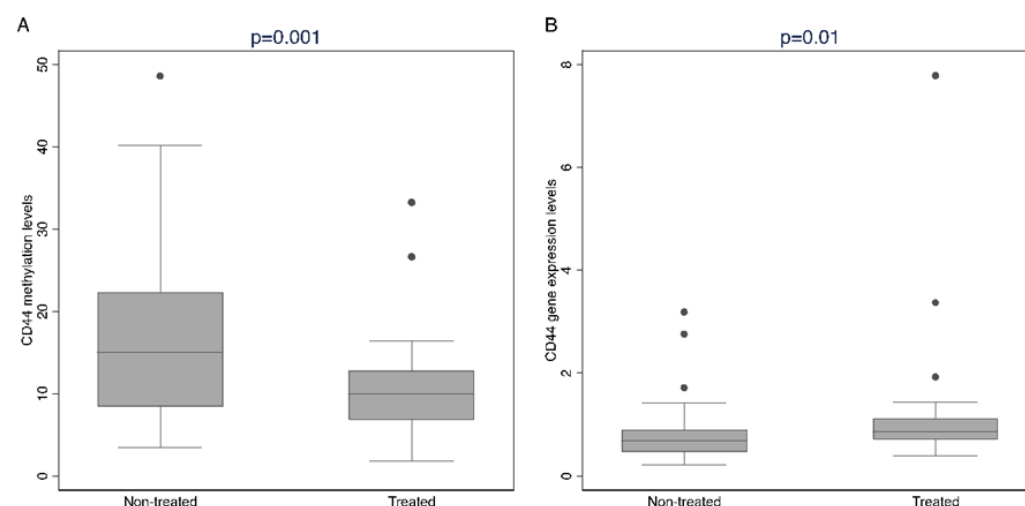 A
p=0.001
CD44 methylation levels
50
40
30
20
10
0
Non-treated
Treated
B
p=0.01
CD44 gene expression levels
8
6
4
2
0
Non-treated
Treated